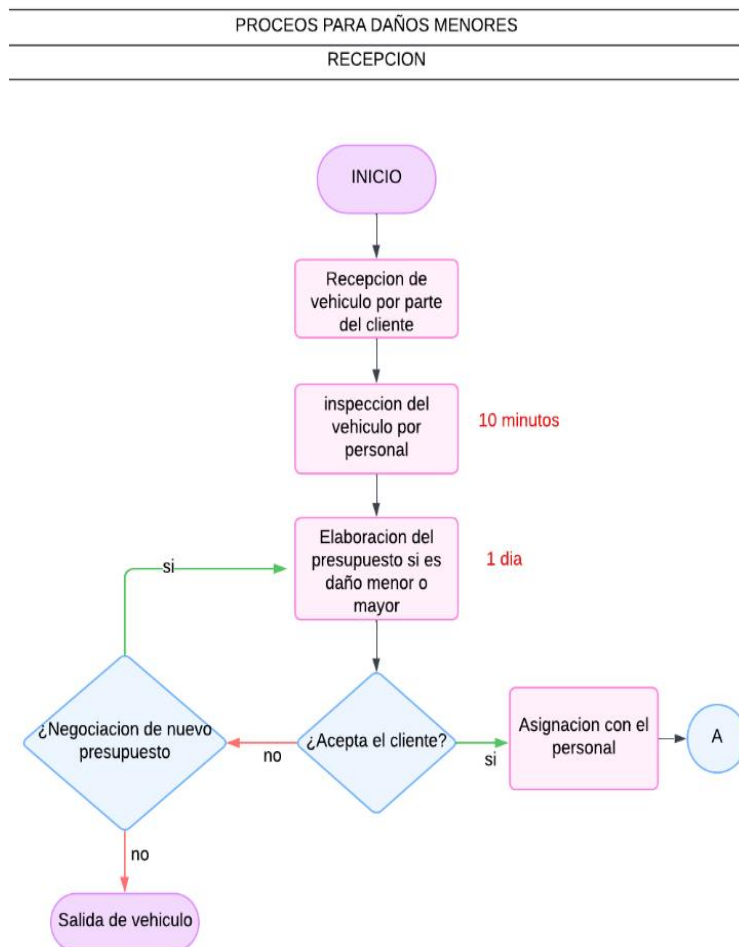 PROCEOS PARA DAÑOS MENORES
RECEPCION
INICIO
Recepcion de
vehiculo por parte
del cliente
inspeccion del
vehiculo por
personal
10 minutos
Elaboracion del
presupuesto si es
daño menor o
mayor
1 dia
si
¿Negociacion de nuevo
presupuesto
no
¿Acepta el cliente?
si
Asignacion con el
personal
A
no
Salida de vehiculo